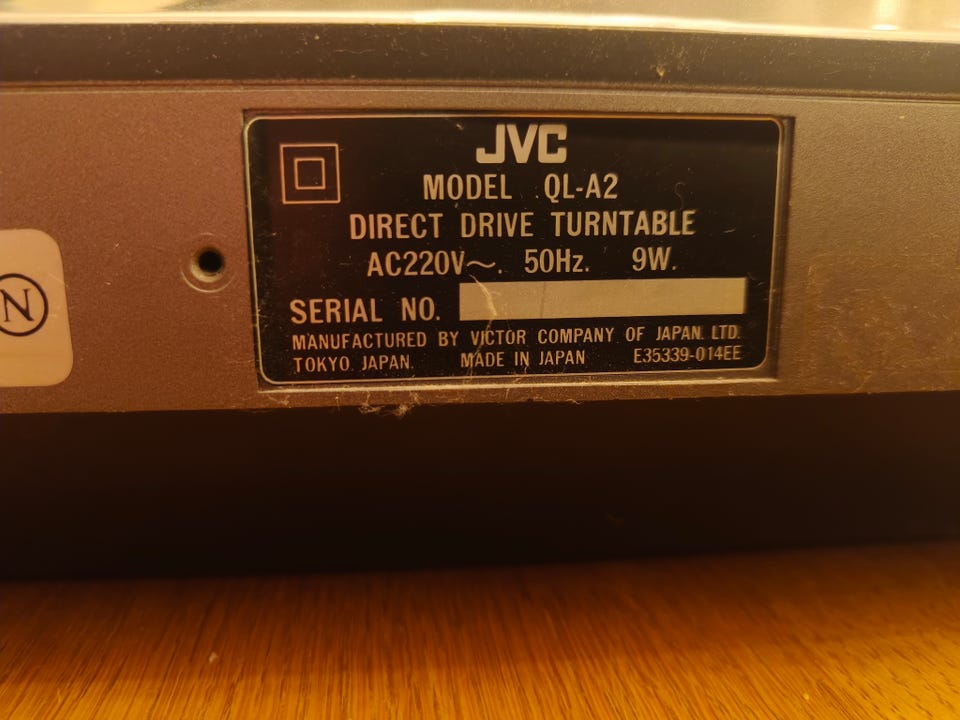 JVC
MODEL QL-A2
DIRECT DRIVE TURNTABLE
AC220V~. 50Hz. 9W.
SERIAL NO.
MANUFACTURED BY VICTOR COMPANY OF JAPAN. LTD.
TOKYO. JAPAN. MADE IN JAPAN E35339-014EE
N